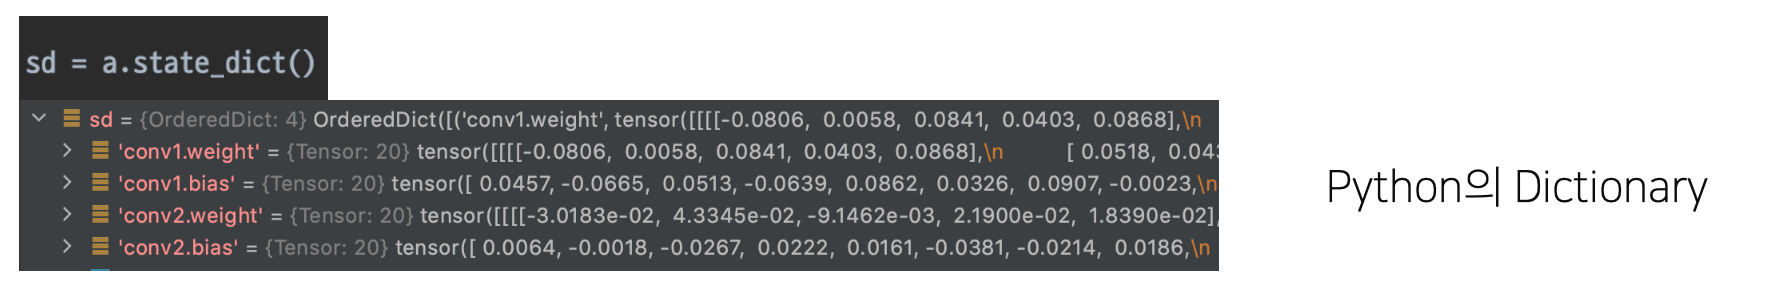 sd = a.state_dict()
sd = {OrderedDict: 4} OrderedDict([('conv1.weight', tensor([[[[-0.0806, 0.0058, 0.0841, 0.0403, 0.0868],\n
'conv1.weight' = {Tensor: 20} tensor([[[[-0.0806, 0.0058, 0.0841, 0.0403, 0.0868],\n [ 0.0518, 0.043
'conv1.bias' = {Tensor: 20} tensor([ 0.0457, -0.0665, 0.0513, -0.0639, 0.0862, 0.0326, 0.0907, -0.0023,\n
'conv2.weight' = {Tensor: 20} tensor([[[[-3.0183e-02, 4.3345e-02, -9.1462e-03, 2.1900e-02, 1.8390e-02],
'conv2.bias' = {Tensor: 20} tensor([ 0.0064, -0.0018, -0.0267, 0.0222, 0.0161, -0.0381, -0.0214, 0.0186,\n
Python의 Dictionary